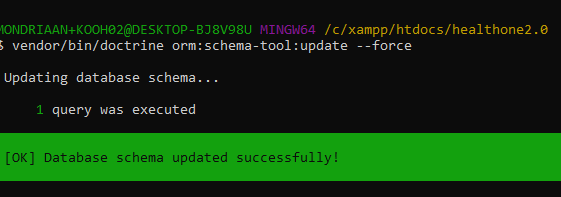 MONDRIAAN+KOOH02@DESKTOP-BJ8V98U MINGW64 /c/xampp/htdocs/healthone2.0
$ vendor/bin/doctrine orm:schema-tool:update --force
Updating database schema...
1 query was executed
[OK] Database schema updated successfully!